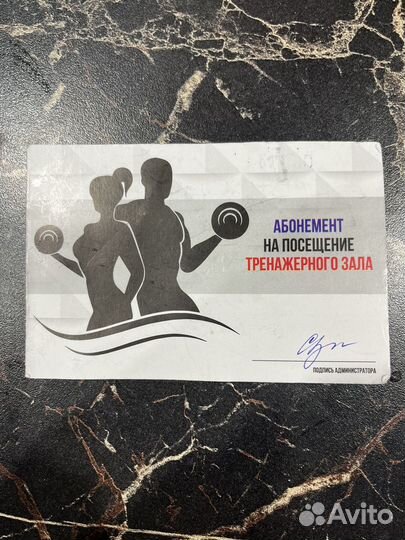 АБОНЕМЕНТ
НА ПОСЕЩЕНИЕ
ТРЕНАЖЕРНОГО ЗАЛА
ПОДПИСЬ АДМИНИСТРАТОРА
Avito